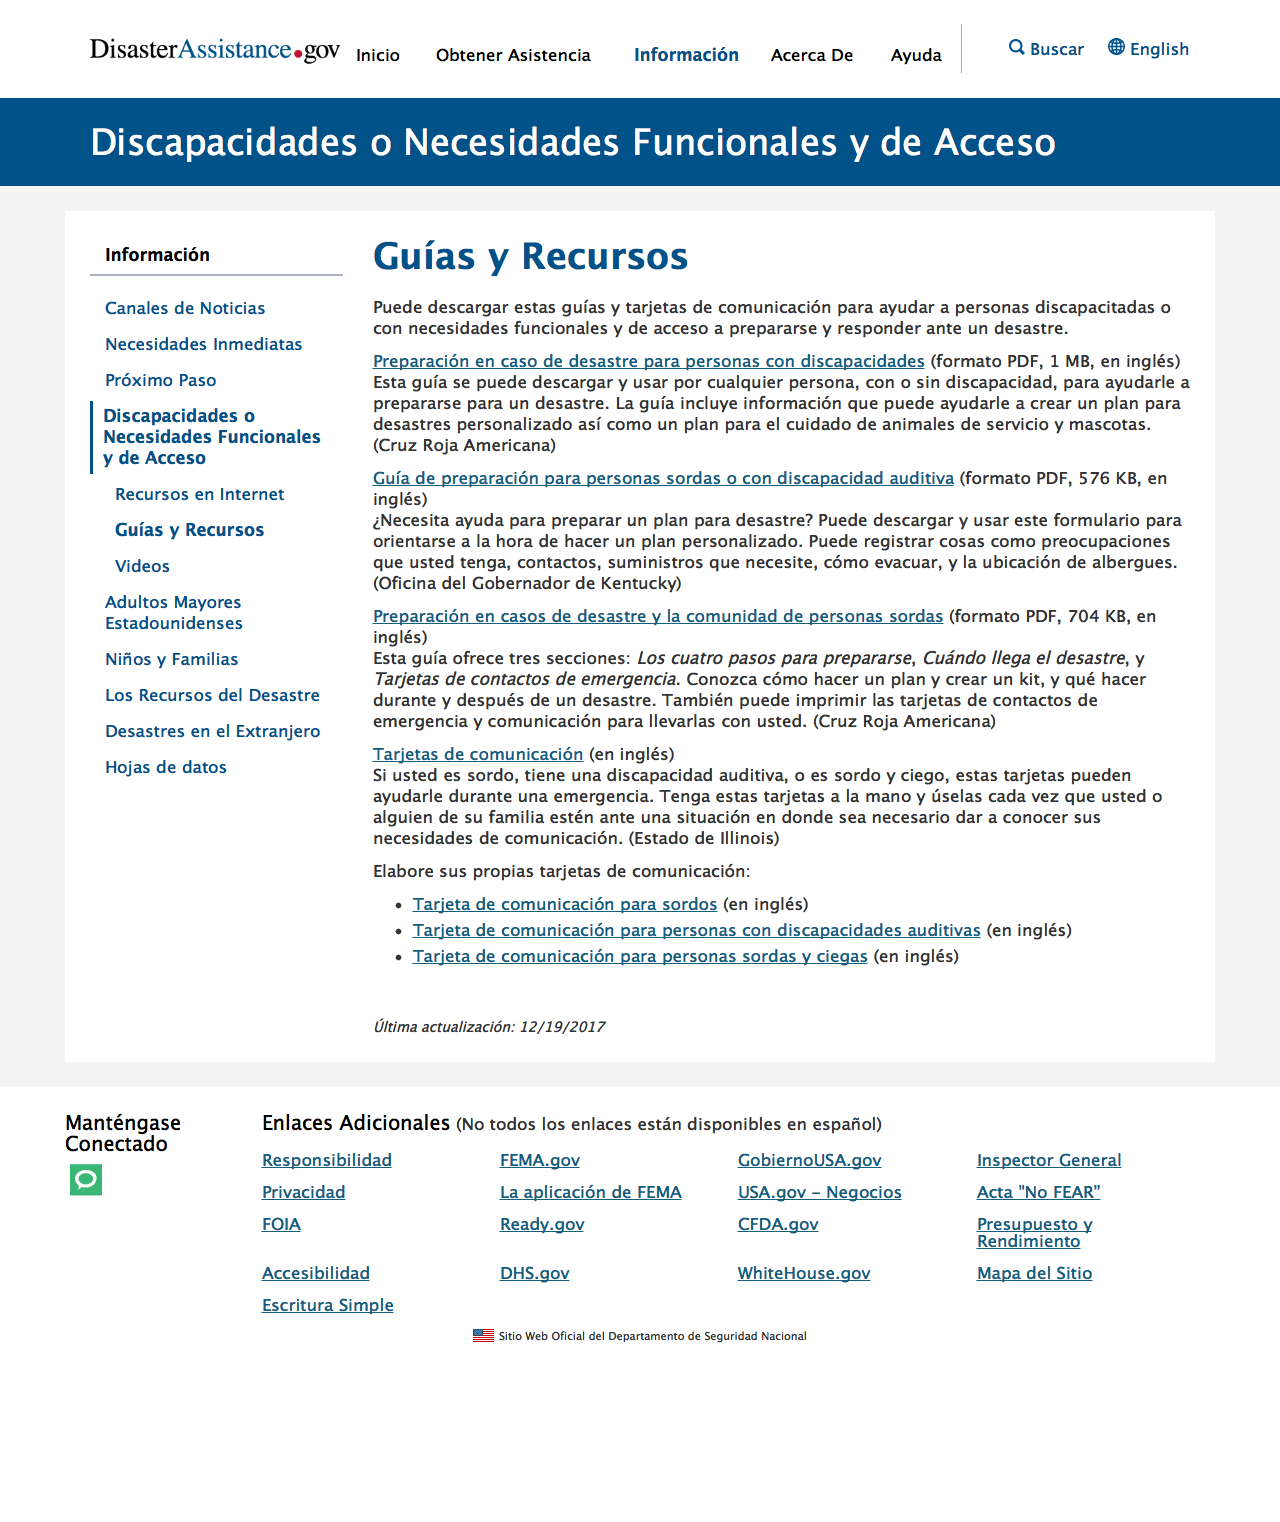 DisasterAssistance.gov
Inicio
Obtener Asistencia
Información
Acerca De
Ayuda
Buscar
English
Discapacidades o Necesidades Funcionales y de Acceso
Información
Canales de Noticias
Necesidades Inmediatas
Próximo Paso
Discapacidades o
Necesidades Funcionales
y de Acceso
Recursos en Internet
Guías y Recursos
Videos
Adultos Mayores
Estadounidenses
Niños y Familias
Los Recursos del Desastre
Desastres en el Extranjero
Hojas de datos
Guías y Recursos
Puede descargar estas guías y tarjetas de comunicación para ayudar a personas discapacitadas o
con necesidades funcionales y de acceso a prepararse y responder ante un desastre.
Preparación en caso de desastre para personas con discapacidades (formato PDF, 1 MB, en inglés)
Esta guía se puede descargar y usar por cualquier persona, con o sin discapacidad, para ayudarle a
prepararse para un desastre. La guía incluye información que puede ayudarle a crear un plan para
desastres personalizado así como un plan para el cuidado de animales de servicio y mascotas.
(Cruz Roja Americana)
Guía de preparación para personas sordas o con discapacidad auditiva (formato PDF, 576 KB, en
inglés)
¿Necesita ayuda para preparar un plan para desastre? Puede descargar y usar este formulario para
orientarse a la hora de hacer un plan personalizado. Puede registrar cosas como preocupaciones
que usted tenga, contactos, suministros que necesite, cómo evacuar, y la ubicación de albergues.
(Oficina del Gobernador de Kentucky)
Preparación en casos de desastre y la comunidad de personas sordas (formato PDF, 704 KB, en
inglés)
Esta guía ofrece tres secciones: Los cuatro pasos para prepararse, Cuándo llega el desastre, y
Tarjetas de contactos de emergencia. Conozca cómo hacer un plan y crear un kit, y qué hacer
durante y después de un desastre. También puede imprimir las tarjetas de contactos de
emergencia y comunicación para llevarlas con usted. (Cruz Roja Americana)
Tarjetas de comunicación (en inglés)
Si usted es sordo, tiene una discapacidad auditiva, o es sordo y ciego, estas tarjetas pueden
ayudarle durante una emergencia. Tenga estas tarjetas a la mano y úselas cada vez que usted o
alguien de su familia estén ante una situación en donde sea necesario dar a conocer sus
necesidades de comunicación. (Estado de Illinois)
Elabore sus propias tarjetas de comunicación:
• Tarjeta de comunicación para sordos (en inglés)
• Tarjeta de comunicación para personas con discapacidades auditivas (en inglés)
• Tarjeta de comunicación para personas sordas y ciegas (en inglés)
Última actualización: 12/19/2017
Manténgase
Conectado
Enlaces Adicionales (No todos los enlaces están disponibles en español)
Responsibilidad
FEMA.gov
GobiernoUSA.gov
Inspector General
Privacidad
La aplicación de FEMA
USA.gov – Negocios
Acta "No FEAR”
FOIA
Ready.gov
CFDA.gov
Presupuesto y
Rendimiento
Accesibilidad
DHS.gov
WhiteHouse.gov
Mapa del Sitio
Escritura Simple
Sitio Web Oficial del Departamento de Seguridad Nacional